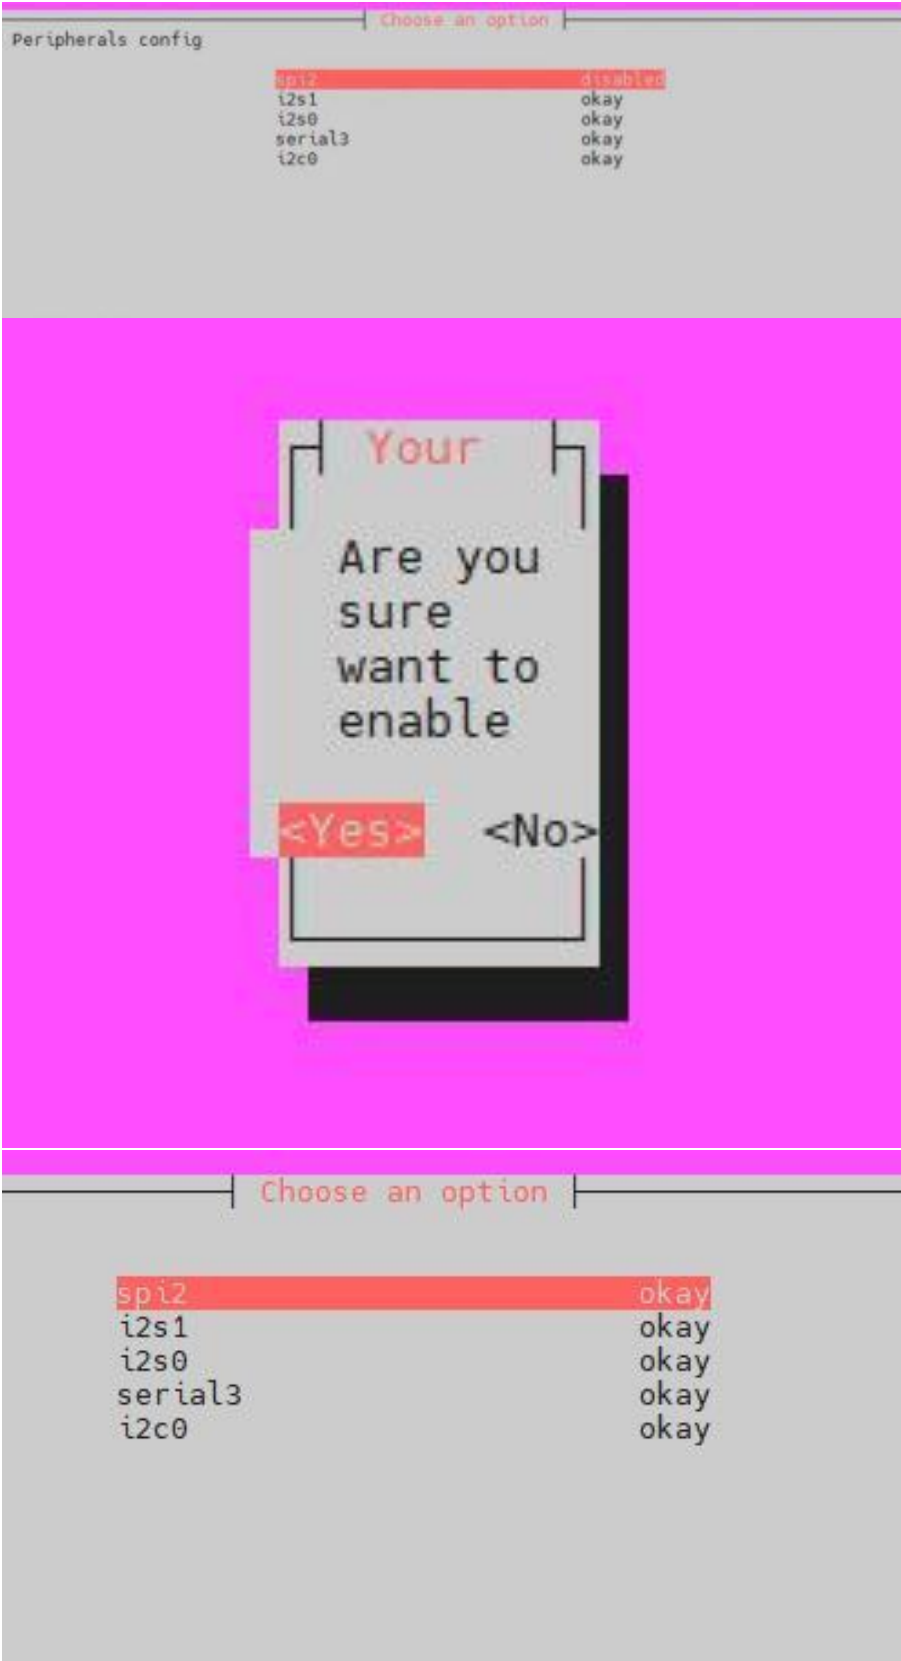 Choose an option
Peripherals config
spi2 disabled
i2s1 okay
i2s0 okay
serial3 okay
i2c0 okay
Your
Are you
sure
want to
enable
<Yes> <No>
Choose an option
spi2 okay
i2s1 okay
i2s0 okay
serial3 okay
i2c0 okay